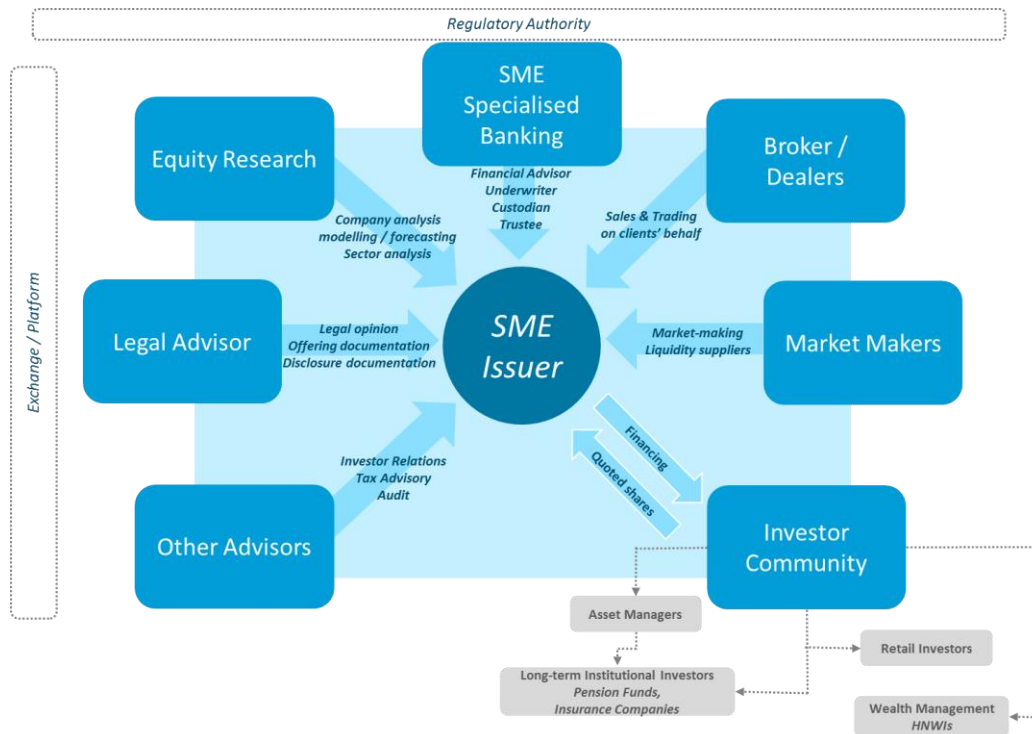 Regulatory Authority
Exchange / Platform
SME
Specialised
Banking
Equity Research
Broker /
Dealers
Financial Advisor
Underwriter
Custodian
Trustee
Company analysis
modelling / forecasting
Sector analysis
Sales & Trading
on clients' behalf
Legal Advisor
Legal opinion
Offering documentation
Disclosure documentation
SME
Issuer
Market-making
Liquidity suppliers
Market Makers
Financing
Quoted shares
Investor Relations
Tax Advisory
Audit
Other Advisors
Investor
Community
Asset Managers
Retail Investors
Long-term Institutional Investors
Pension Funds,
Insurance Companies
Wealth Management
HNWIs